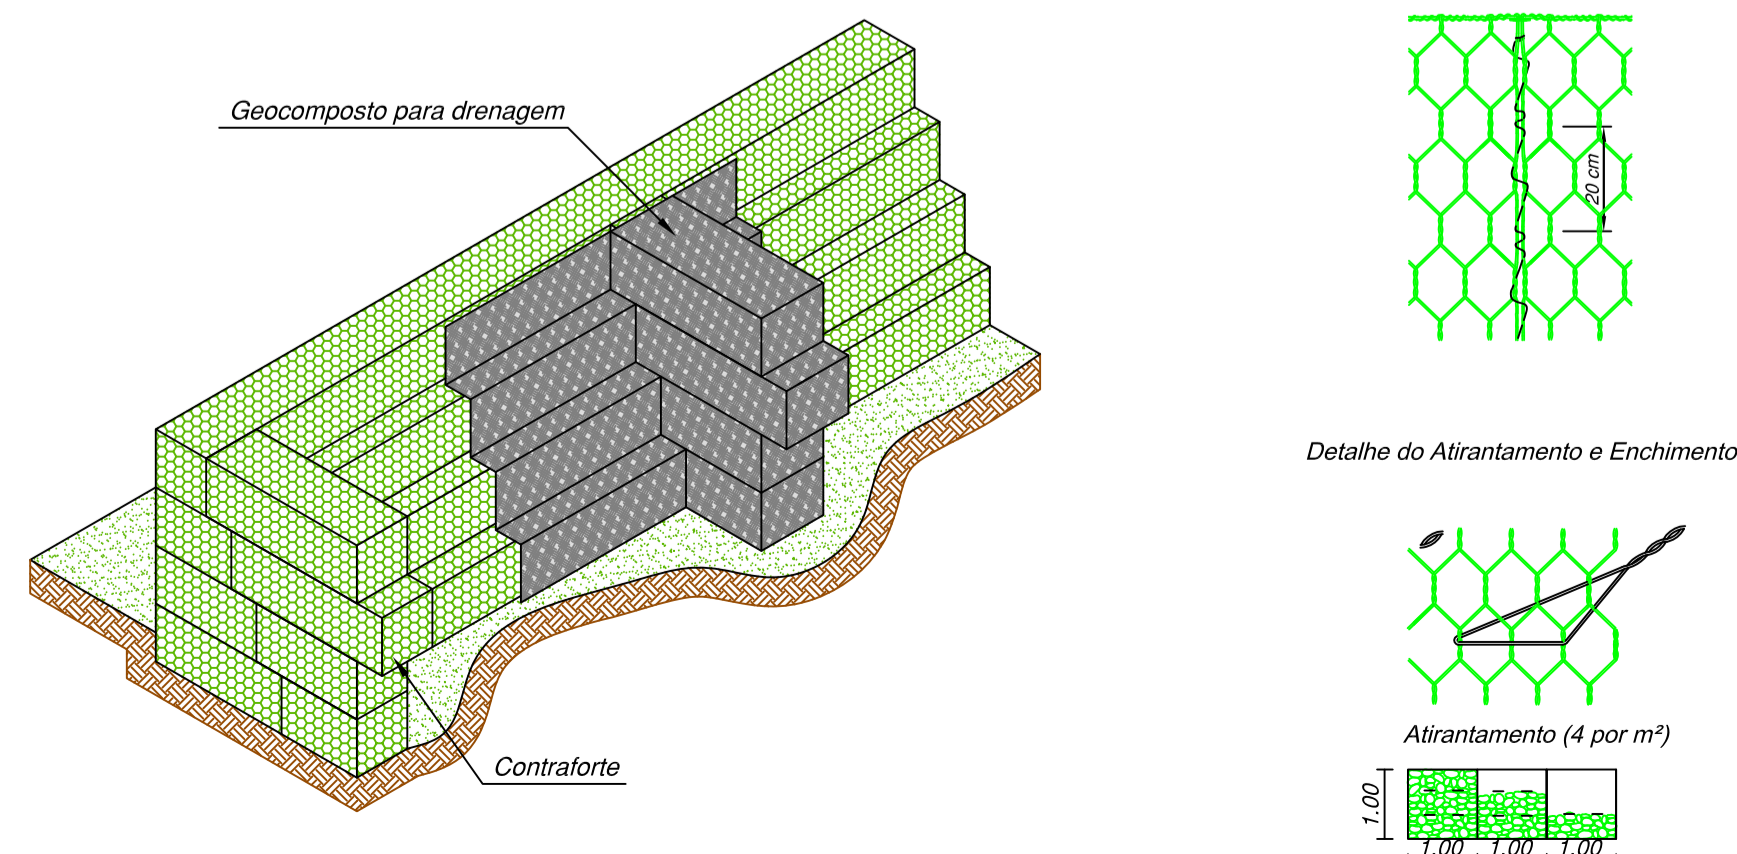 Geocomposto para drenagem
20 cm
Detalhe do Atirantamento e Enchimento
Atirantamento (4 por m²)
Contraforte
1.00
1.00 1.00 1.00